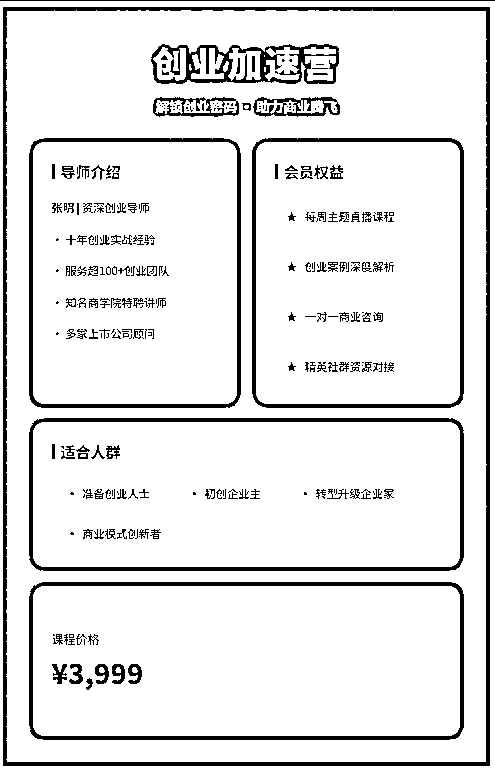 创业加速营
解锁创业密码 · 助力商业腾飞
导师介绍
张明 | 资深创业导师
• 十年创业实战经验
• 服务超100+创业团队
• 知名商学院特聘讲师
• 多家上市公司顾问
会员权益
★ 每周主题直播课程
★ 创业案例深度解析
★ 一对一商业咨询
★ 精英社群资源对接
适合人群
• 准备创业人士 • 初创企业主 • 转型升级企业家
• 商业模式创新者
课程价格
¥3,999